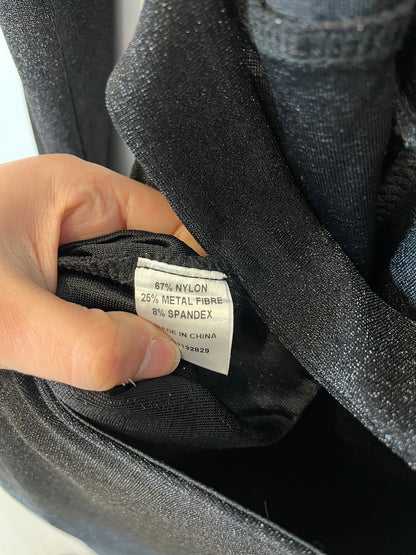 67% NYLON
25% METAL FIBRE
8% SPANDEX
IN CHINA